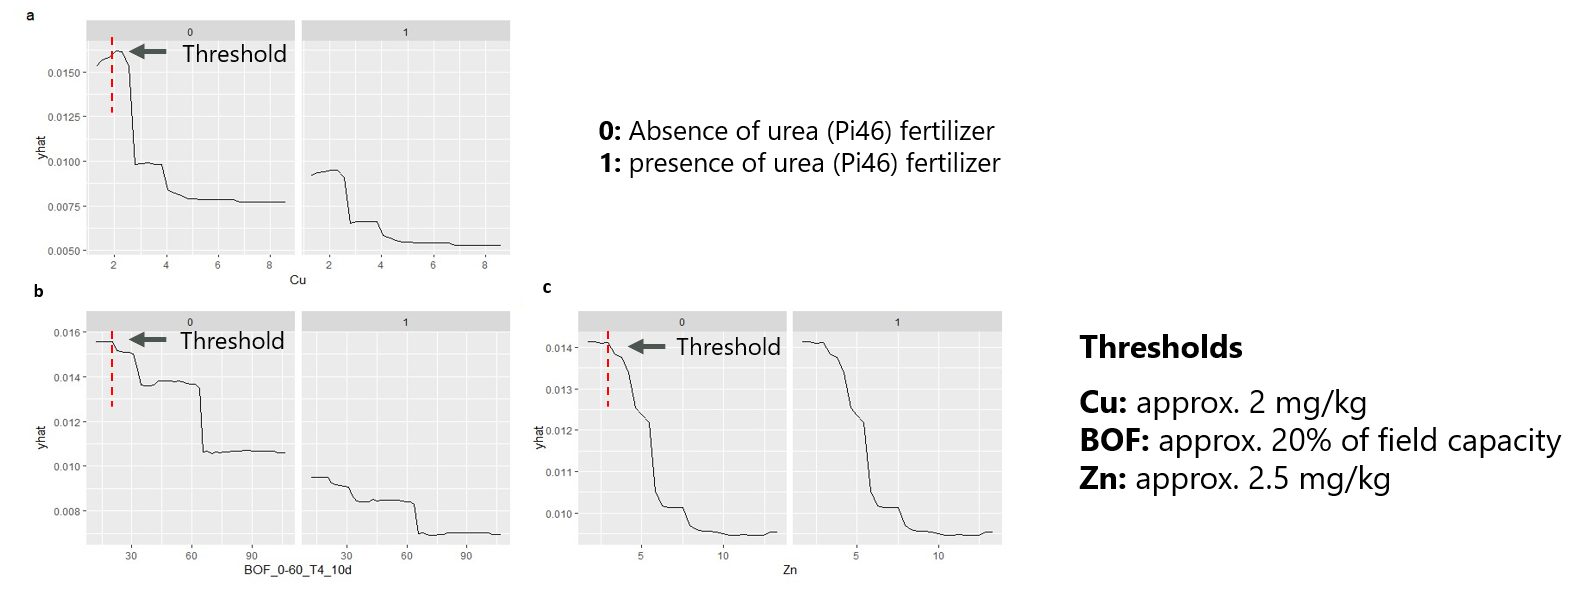 a
0
1
Threshold
0.0150
0.0125
0.0100
0.0075
0.0050
yhat
2
4
6
8
2
4
6
8
Cu
0: Absence of urea (Pi46) fertilizer
1: presence of urea (Pi46) fertilizer
b
0
1
Threshold
0.016
0.014
0.012
0.010
0.008
yhat
30
60
90
30
60
90
BOF_0-60_T4_10d
c
0
1
Threshold
0.014
0.013
0.012
0.011
0.010
yhat
5
10
5
10
Zn
Thresholds
Cu: approx. 2 mg/kg
BOF: approx. 20% of field capacity
Zn: approx. 2.5 mg/kg